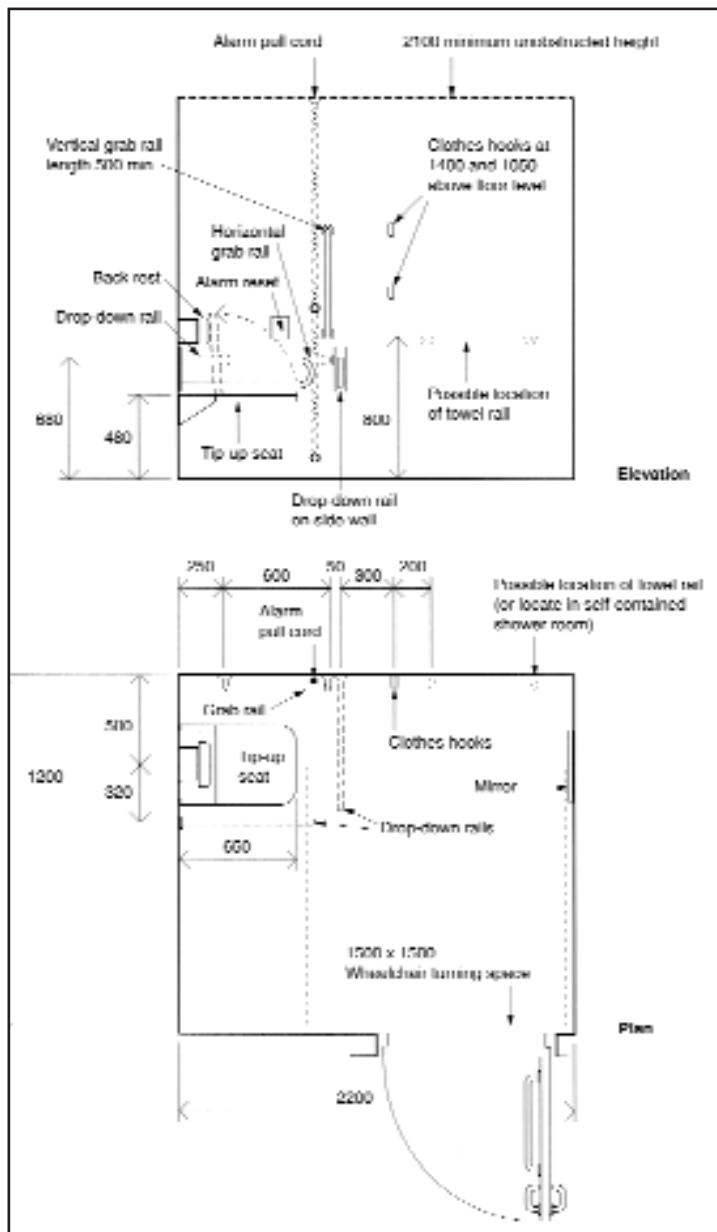 Alarm pull cord
2100 minimum unobstructed height
Vertical grab rail
length 500 min
Clothes hooks at
1400 and 1050
above floor level
Horizontal
grab rail
Back rest
Alarm reset
Drop-down rail
Possible location
of towel rail
680
480
800
Tip up seat
Elevation
Drop-down rail
on side wall
250
600
50
300
200
Possible location of towel rail
(or locate in self contained
shower room)
Alarm
pull cord
Grab rail
500
Clothes hooks
Tip-up
seat
1200
320
Mirror
Drop-down rails
650
1500 x 1500
Wheelchair turning space
Plan
2200